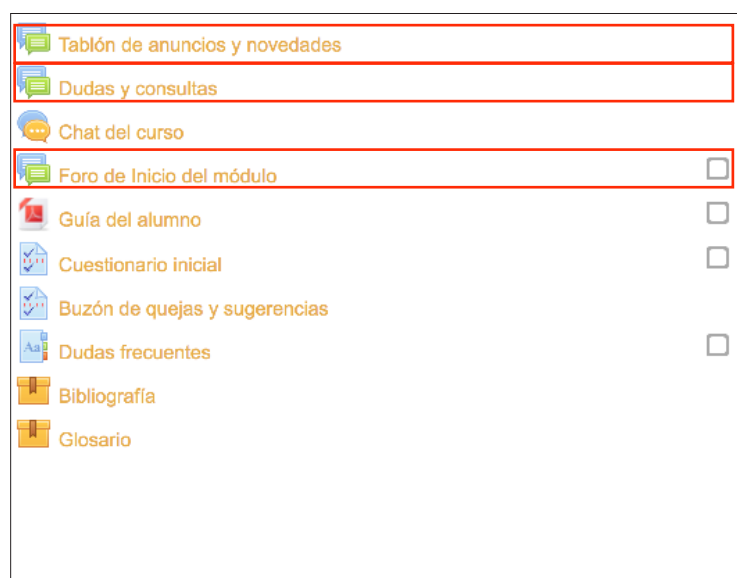 Tablón de anuncios y novedades
Dudas y consultas
Chat del curso
Foro de Inicio del módulo
Guía del alumno
Cuestionario inicial
Buzón de quejas y sugerencias
Aa Dudas frecuentes
Bibliografía
Glosario